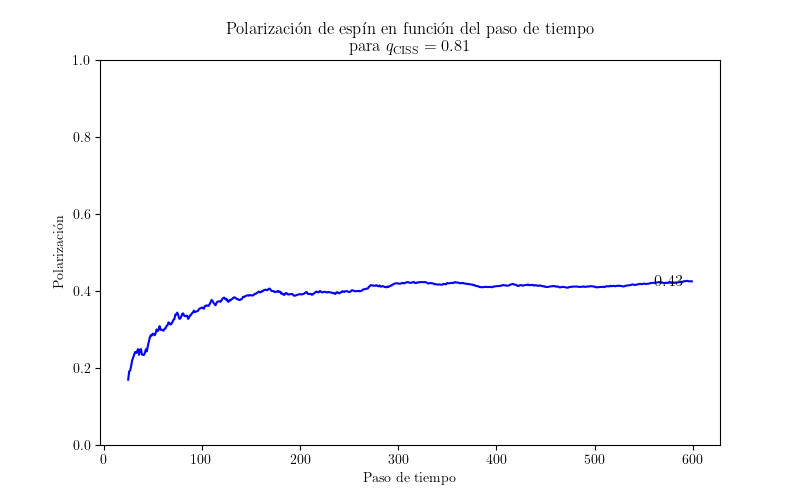 Polarización de espín en función del paso de tiempo
para qCISS = 0.81
1.0
0.8
0.6
0.4
0.2
0.0
Polarización
0.43
0 100 200 300 400 500 600
Paso de tiempo